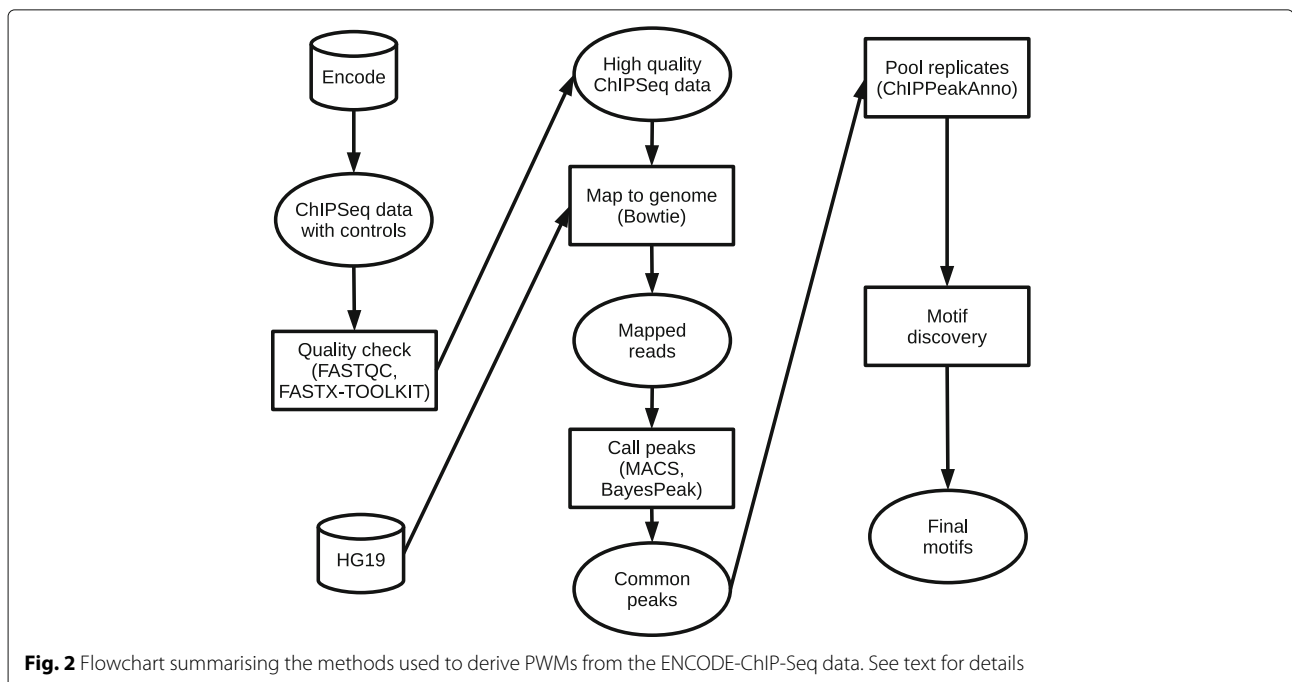 Encode
ChIPSeq data
with controls
Quality check
(FASTQC,
FASTX-TOOLKIT)
HG19
High quality
ChIPSeq data
Map to genome
(Bowtie)
Mapped
reads
Call peaks
(MACS,
BayesPeak)
Common
peaks
Pool replicates
(ChIPPeakAnno)
Motif
discovery
Final
motifs
Fig. 2 Flowchart summarising the methods used to derive PWMs from the ENCODE-ChIP-Seq data. See text for details